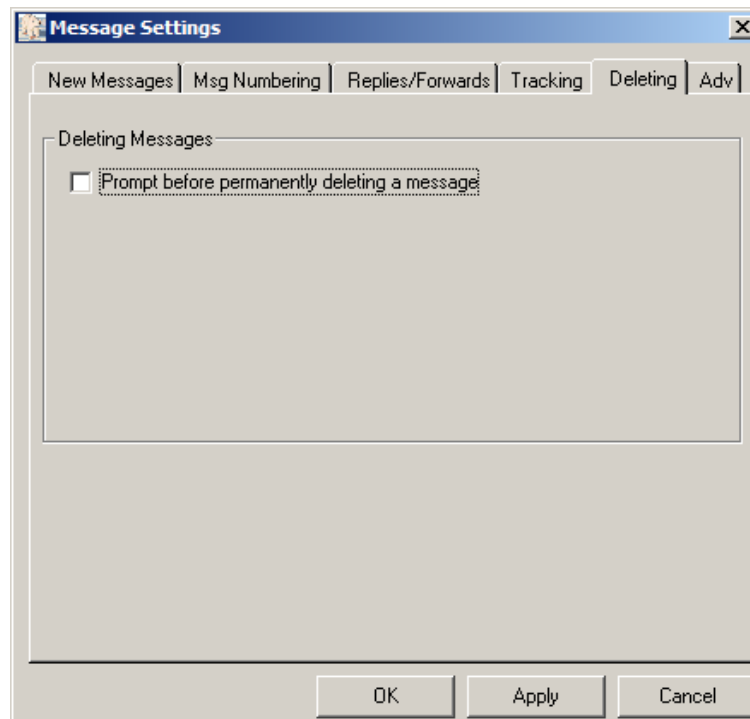 Message Settings
New Messages Msg Numbering Replies/Forwards Tracking Deleting Adv
Deleting Messages
Prompt before permanently deleting a message
OK Apply Cancel